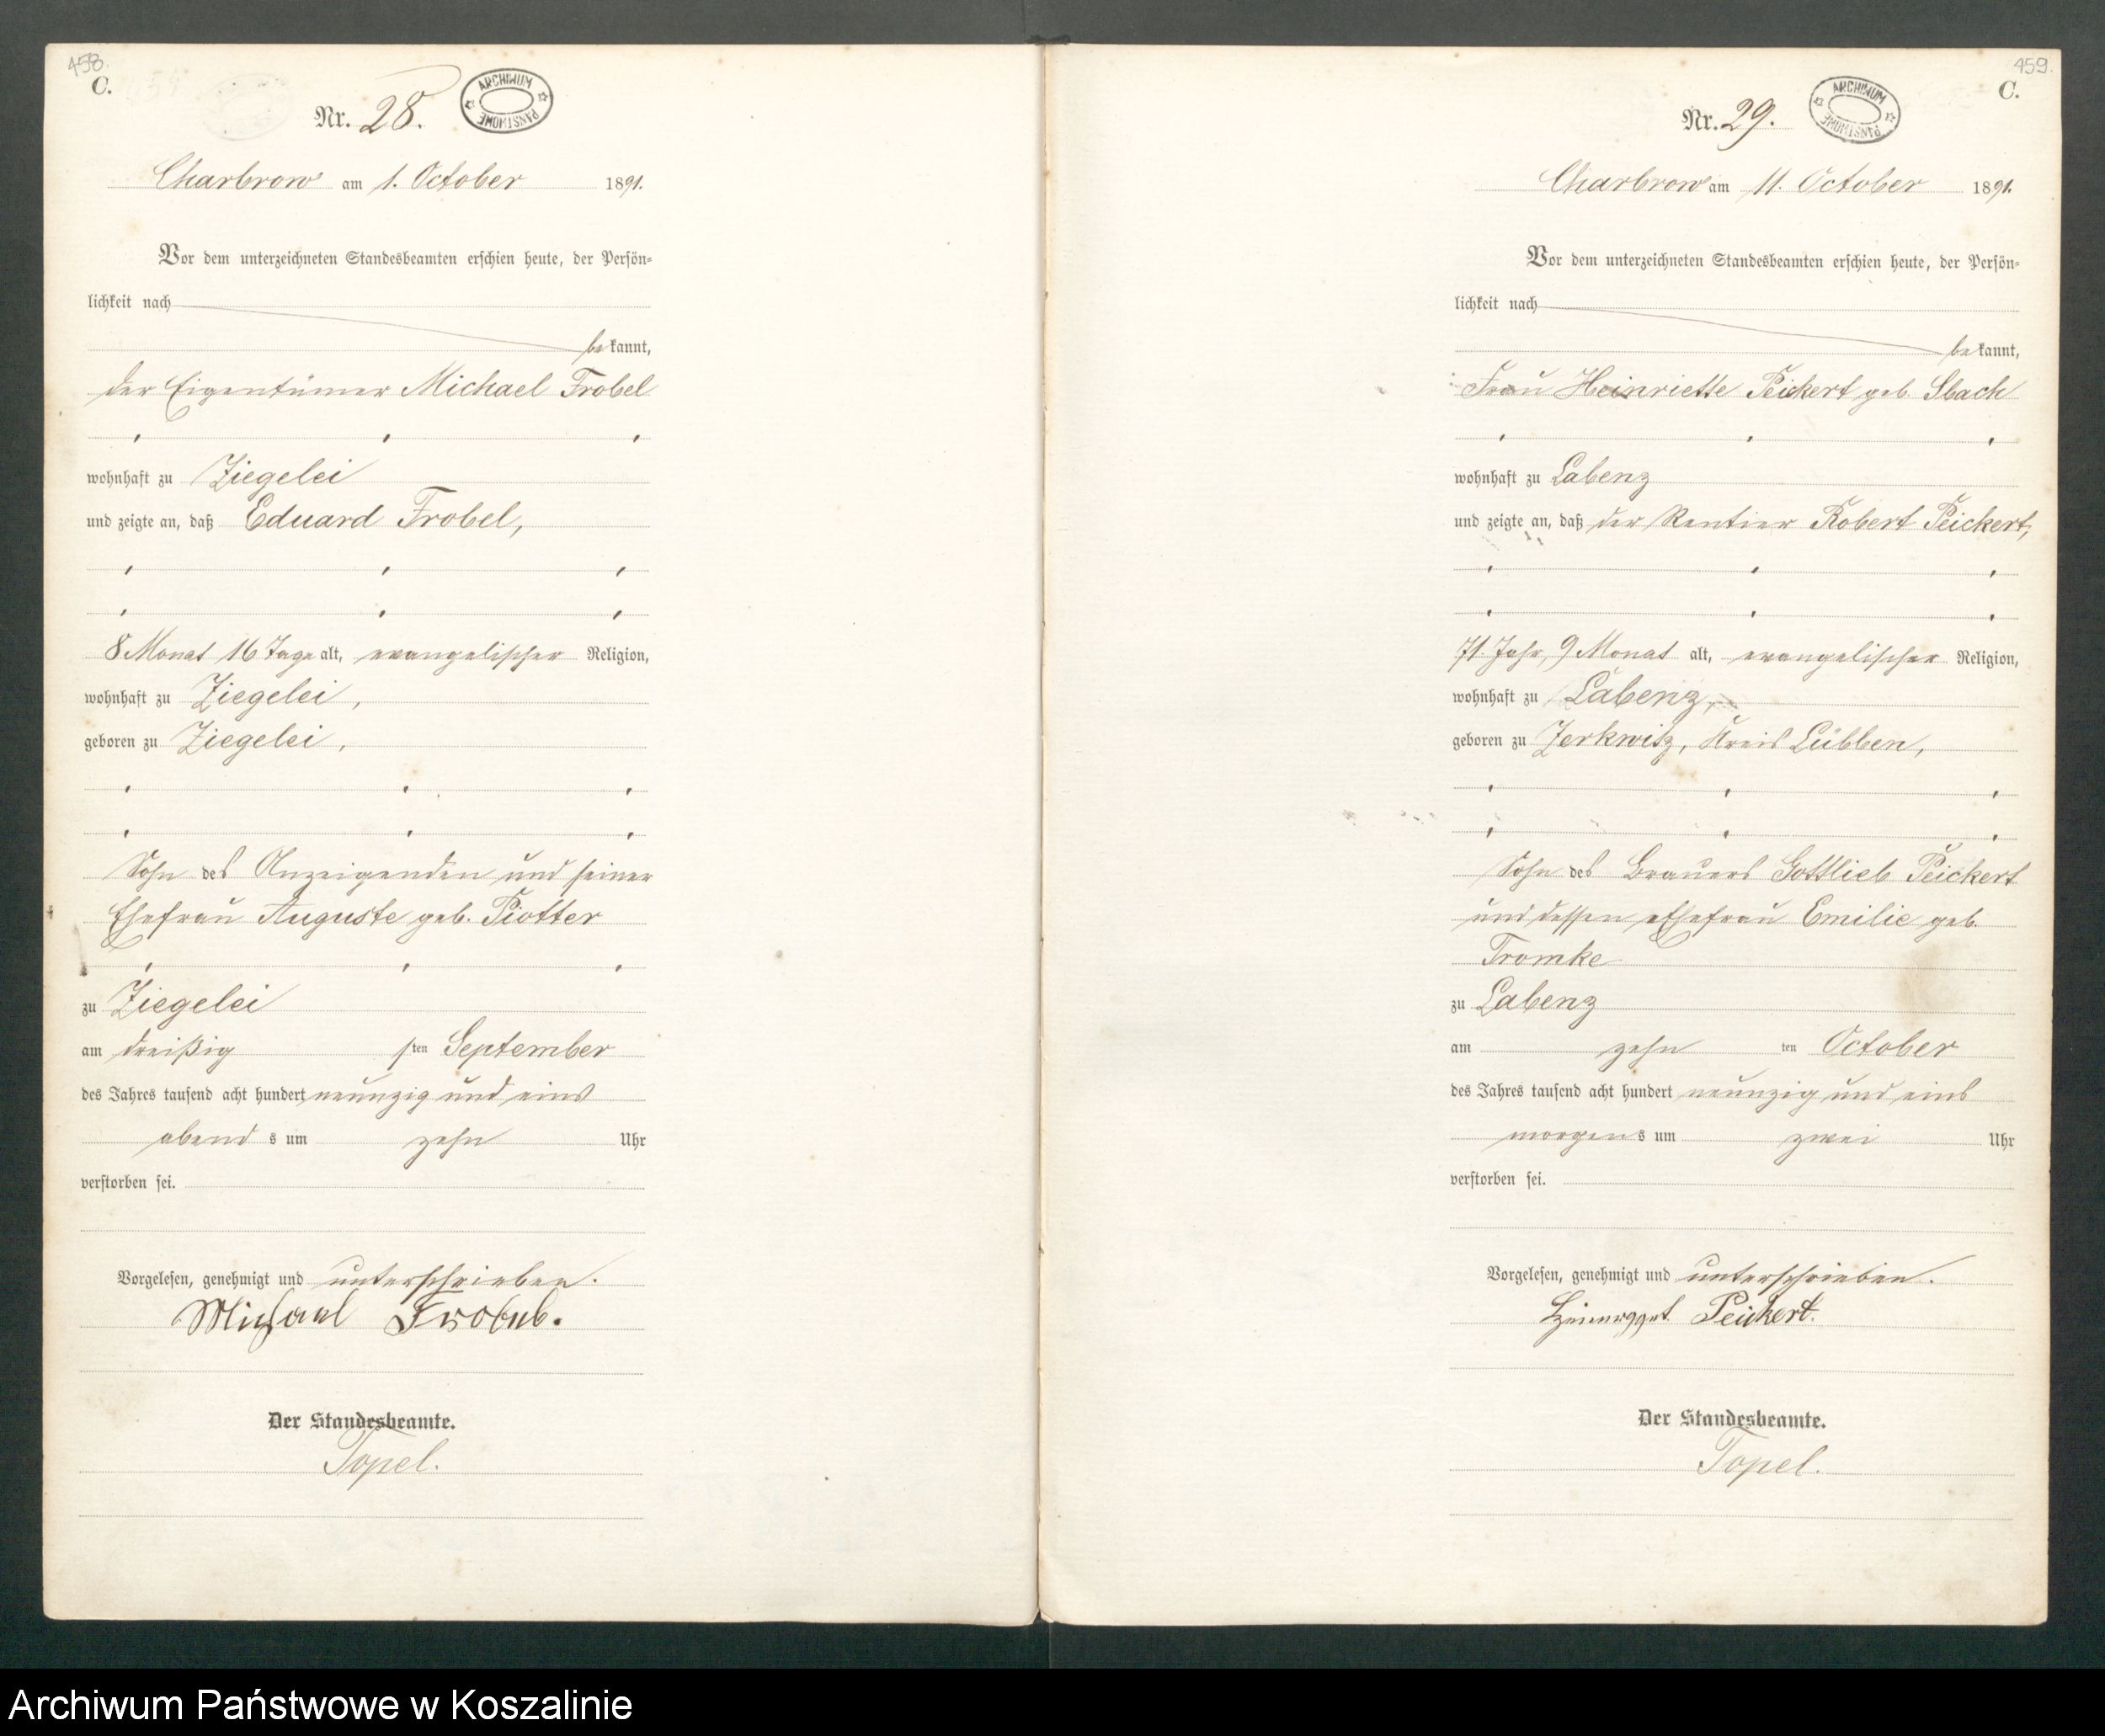 458.
C.
Nr. 28.
ARCHIWUM PAŃSTWOWE
Charbrow am 1. October 1891.
Vor dem unterzeichneten Standesbeamten erschien heute, der Persön=
lichkeit nach
bekannt,
der Eigentümer Michael Frobel
wohnhaft zu Ziegelei
und zeigte an, daß Eduard Frobel,
8 Monat 16 Tage alt, evangelischer Religion,
wohnhaft zu Ziegelei,
geboren zu Ziegelei,
Sohn des Anzeigenden und seiner
Ehefrau Auguste geb. Piotter
zu Ziegelei
am dreißig sten September
des Jahres tausend acht hundert neunzig und eins
abend s um zehn Uhr
verstorben sei.
Vorgelesen, genehmigt und unterschrieben.
Michael
Der Standesbeamte.
Topel.
459.
C.
Nr. 29.
ARCHIWUM PAŃSTWOWE
Charbrow am 11. October 1891.
Vor dem unterzeichneten Standesbeamten erschien heute, der Persön=
lichkeit nach
bekannt,
Frau Heinriette Peickert geb. Sbach
wohnhaft zu Labenz
und zeigte an, daß der Rentier Robert Peickert,
71 Jahr, 9 Monat alt, evangelischer Religion,
wohnhaft zu Labenz,
geboren zu Zerkwitz, Kreis Lübben,
Sohn des Brauers Gottlieb Peickert
und dessen Ehefrau Emilie geb.
Tromke
zu Labenz
am zehn ten October
des Jahres tausend acht hundert neunzig und eins
morgens um zwei Uhr
verstorben sei.
Vorgelesen, genehmigt und unterschrieben.
Peickert.
Der Standesbeamte.
Topel.
Archiwum Państwowe w Koszalinie